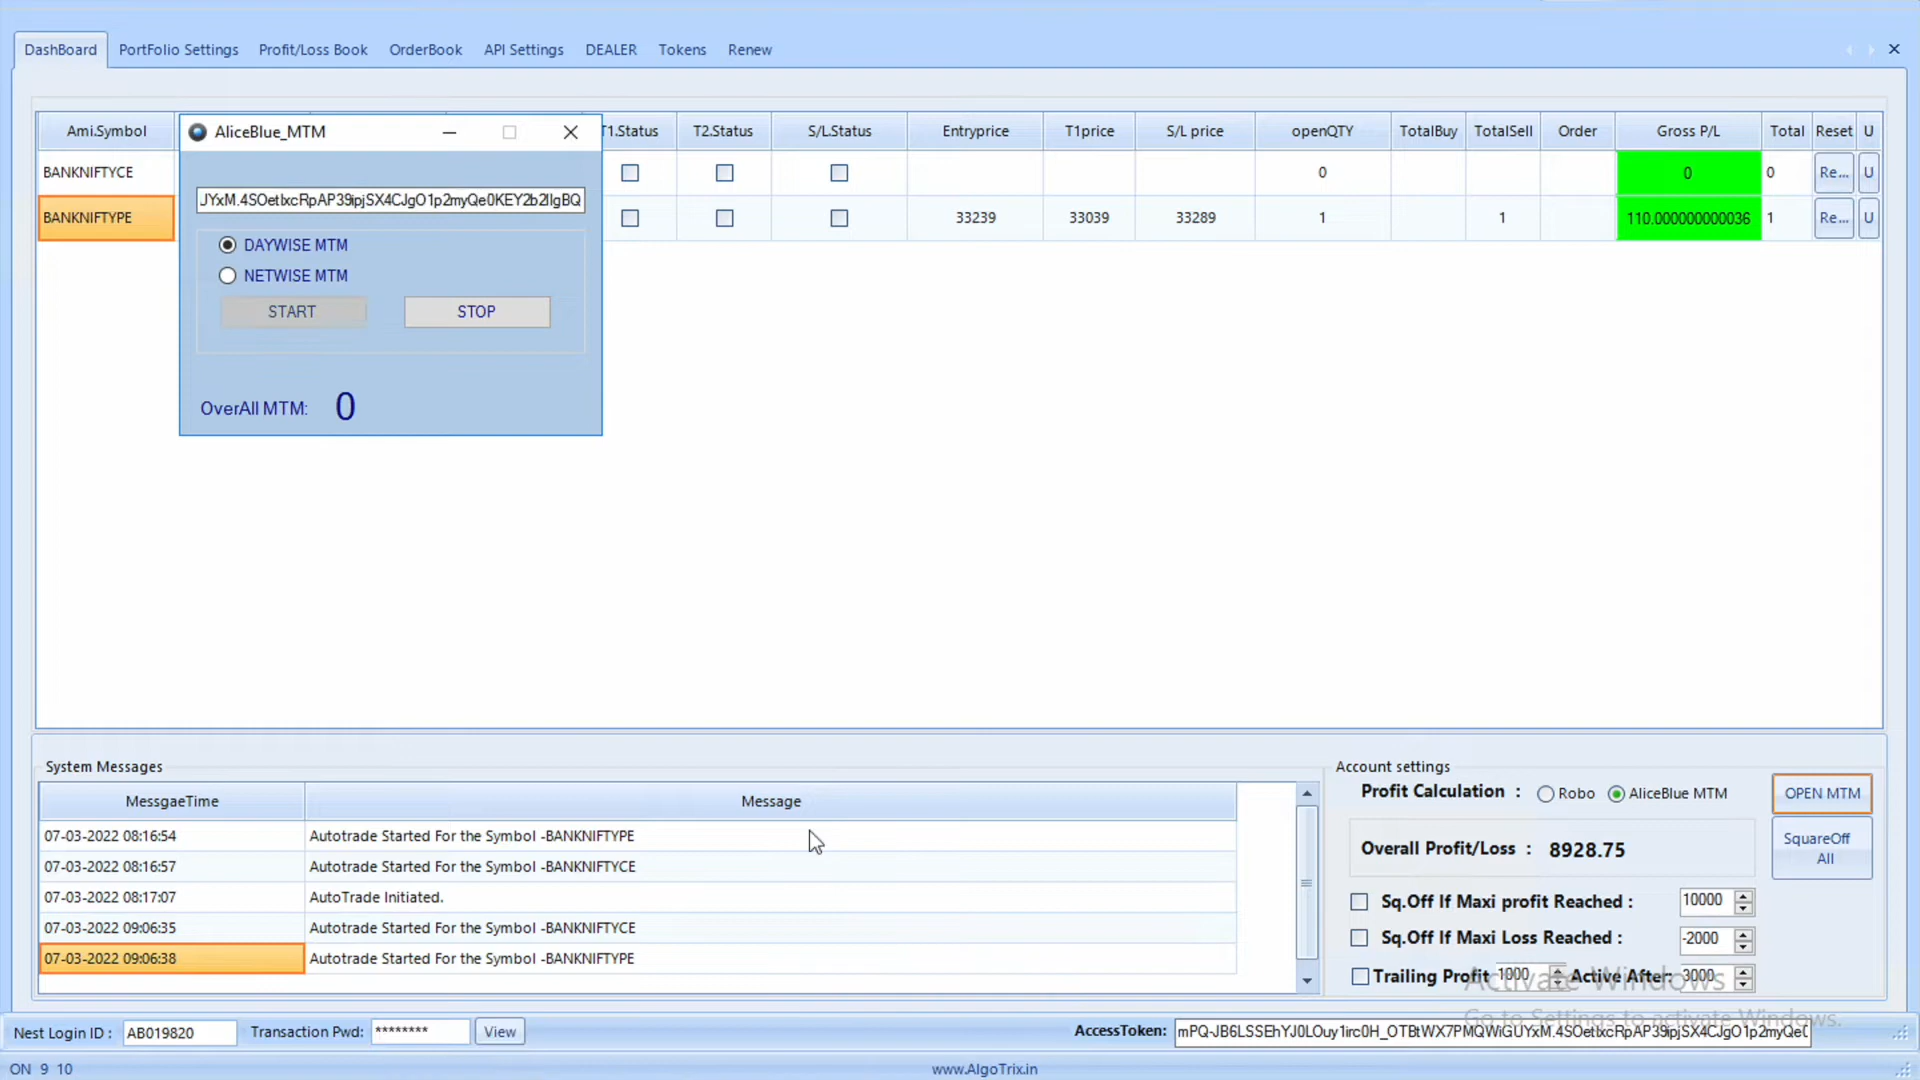 DashBoard PortFolio Settings Profit/Loss Book OrderBook API Settings DEALER Tokens Renew
Ami.Symbol T1.Status T2.Status S/L.Status Entryprice T1price S/L price openQTY TotalBuy TotalSell Order Gross P/L Total Reset U
BANKNIFTYCE 0 0 0 Re... U
BANKNIFTYPE 33239 33039 33289 1 1 110.000000000036 1 Re... U
AliceBlue_MTM
JYxM.4SOetIxcRpAP39ipjSX4CJgO1p2myQe0KEY2b2IlgBQ
DAYWISE MTM
NETWISE MTM
START STOP
OverAll MTM: 0
System Messages
MessgaeTime Message
07-03-2022 08:16:54 Autotrade Started For the Symbol -BANKNIFTYPE
07-03-2022 08:16:57 Autotrade Started For the Symbol -BANKNIFTYCE
07-03-2022 08:17:07 AutoTrade Initiated.
07-03-2022 09:06:35 Autotrade Started For the Symbol -BANKNIFTYCE
07-03-2022 09:06:38 Autotrade Started For the Symbol -BANKNIFTYPE
Account settings
Profit Calculation : Robo AliceBlue MTM OPEN MTM
Overall Profit/Loss : 8928.75
SquareOff
All
Sq.Off If Maxi profit Reached : 10000
Sq.Off If Maxi Loss Reached : -2000
Trailing Profit 1000 Active After: 3000
Activate Windows
Go to Settings to activate Windows.
Nest Login ID : AB019820 Transaction Pwd: ******** View AccessToken: mPQ-JB6LSSEhYJ0LOuy1irc0H_OTBtWX7PMQWiGUYxM.4SOetIxcRpAP39ipjSX4CJgO1p2myQe(
ON 9 10 www.AlgoTrix.in